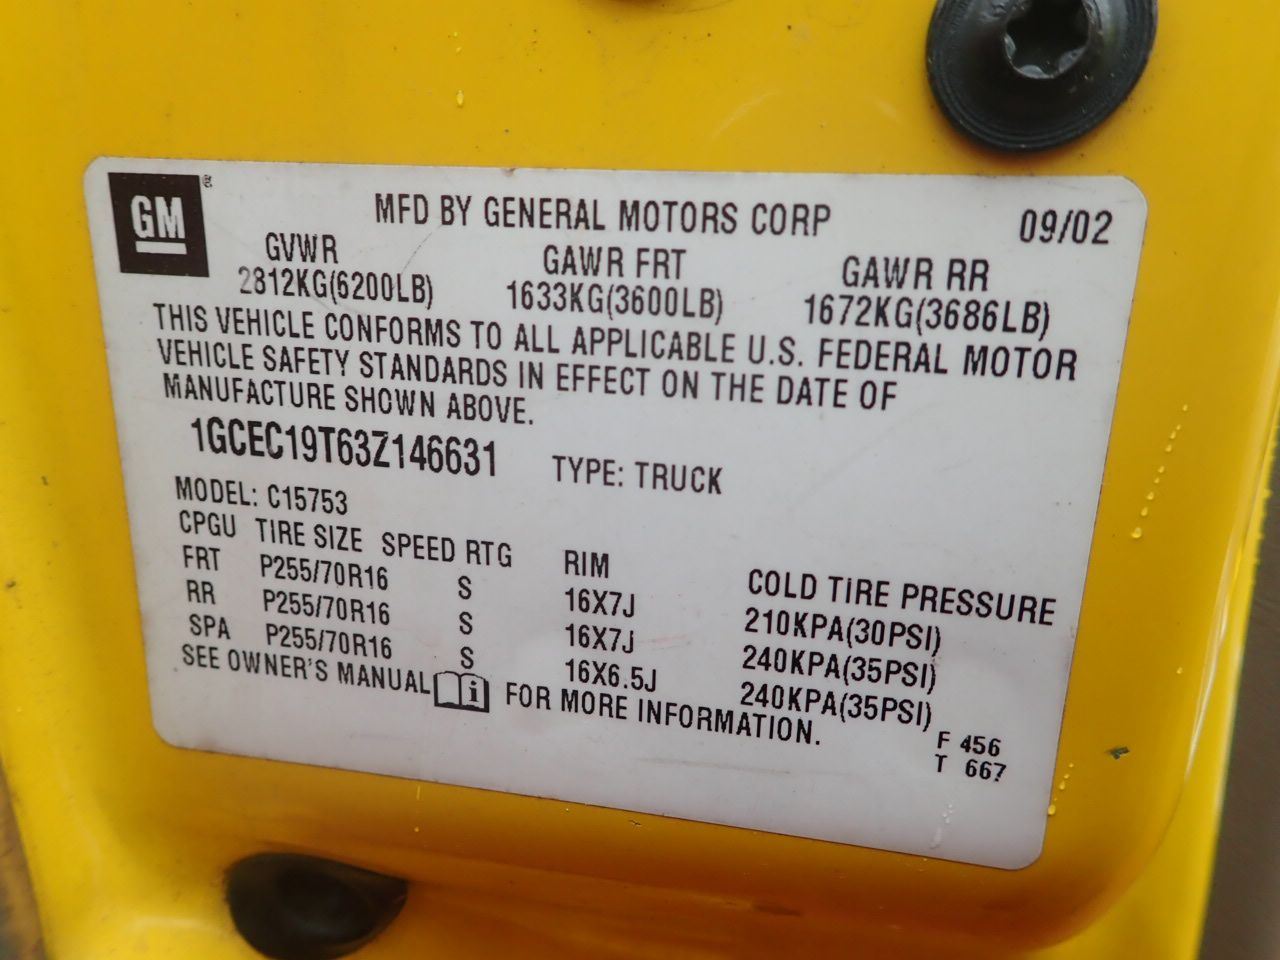 GM ®
MFD BY GENERAL MOTORS CORP 09/02
GVWR GAWR FRT GAWR RR
2812KG(6200LB) 1633KG(3600LB) 1672KG(3686LB)
THIS VEHICLE CONFORMS TO ALL APPLICABLE U.S. FEDERAL MOTOR
VEHICLE SAFETY STANDARDS IN EFFECT ON THE DATE OF
MANUFACTURE SHOWN ABOVE.
1GCEC19T63Z146631 TYPE: TRUCK
MODEL: C15753
CPGU TIRE SIZE SPEED RTG RIM COLD TIRE PRESSURE
FRT P255/70R16 S 16X7J 210KPA(30PSI)
RR P255/70R16 S 16X7J 240KPA(35PSI)
SPA P255/70R16 S 16X6.5J 240KPA(35PSI)
SEE OWNER'S MANUAL i FOR MORE INFORMATION.
F 456
T 667